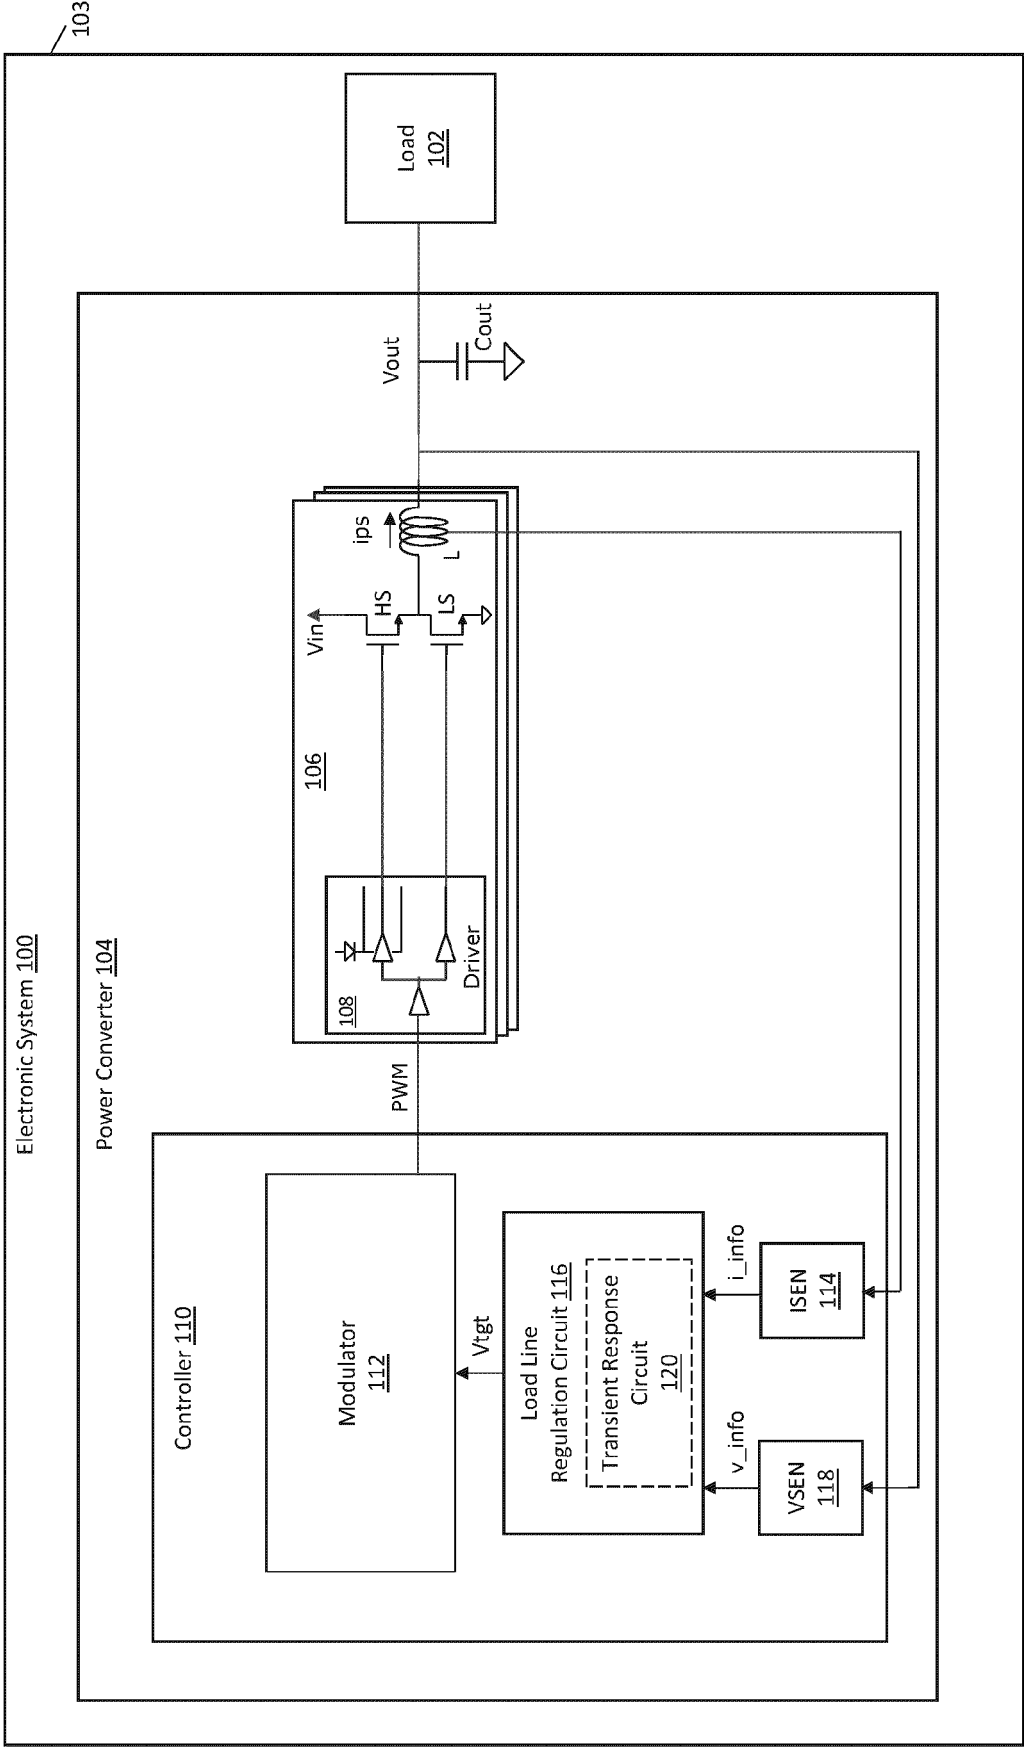 103
Electronic System 100
Power Converter 104
Controller 110
Modulator
112
PWM
108
Driver
106
Vin
HS
LS
ips
L
Vout
Cout
Load
102
Vtgt
Load Line
Regulation Circuit 116
Transient Response
Circuit
120
v_info
i_info
VSEN
118
ISEN
114